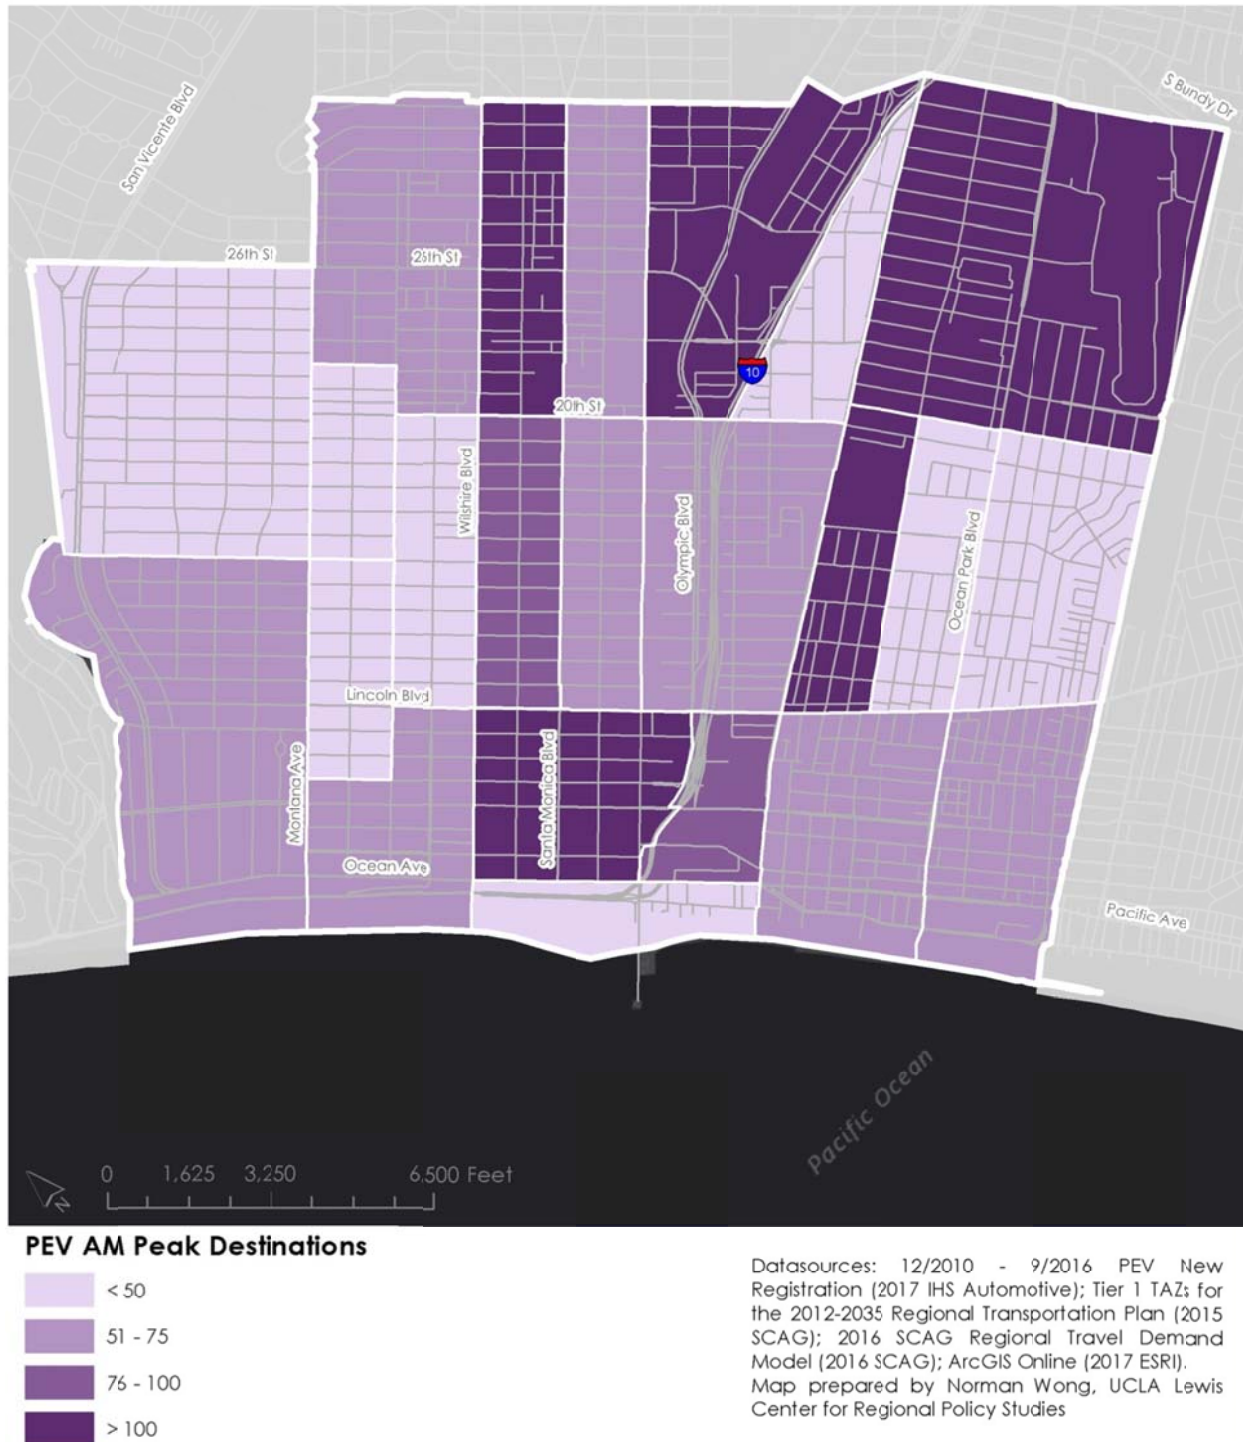 San Vicente Blvd
S Bundy Dr
26th St
26th St
10
20th St
Wilshire Blvd
Olympic Blvd
Ocean Park Blvd
Lincoln Blvd
Montana Ave
Santa Monica Blvd
Ocean Ave
Pacific Ave
Pacific Ocean
N
0 1,625 3,250 6,500 Feet
PEV AM Peak Destinations
< 50
51 - 75
76 - 100
> 100
Datasources: 12/2010 - 9/2016 PEV New
Registration (2017 IHS Automotive); Tier 1 TAZs for
the 2012-2035 Regional Transportation Plan (2015
SCAG); 2016 SCAG Regional Travel Demand
Model (2016 SCAG); ArcGIS Online (2017 ESRI).
Map prepared by Norman Wong, UCLA Lewis
Center for Regional Policy Studies